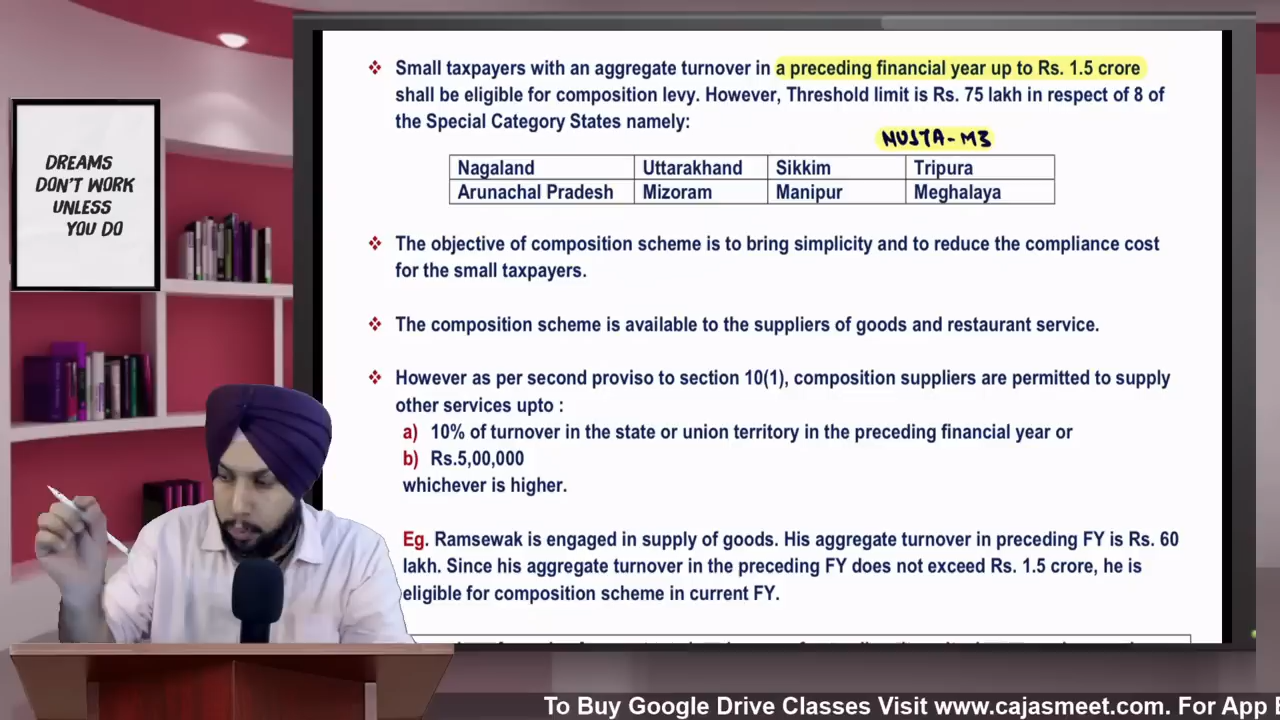 DREAMS
DON'T WORK
UNLESS
YOU DO
❖ Small taxpayers with an aggregate turnover in a preceding financial year up to Rs. 1.5 crore
shall be eligible for composition levy. However, Threshold limit is Rs. 75 lakh in respect of 8 of
the Special Category States namely:
NUSTA-M3
Nagaland Uttarakhand Sikkim Tripura
Arunachal Pradesh Mizoram Manipur Meghalaya
❖ The objective of composition scheme is to bring simplicity and to reduce the compliance cost
for the small taxpayers.
❖ The composition scheme is available to the suppliers of goods and restaurant service.
❖ However as per second proviso to section 10(1), composition suppliers are permitted to supply
other services upto :
a) 10% of turnover in the state or union territory in the preceding financial year or
b) Rs.5,00,000
whichever is higher.
Eg. Ramsewak is engaged in supply of goods. His aggregate turnover in preceding FY is Rs. 60
lakh. Since his aggregate turnover in the preceding FY does not exceed Rs. 1.5 crore, he is
eligible for composition scheme in current FY.
To Buy Google Drive Classes Visit www.cajasmeet.com. For App